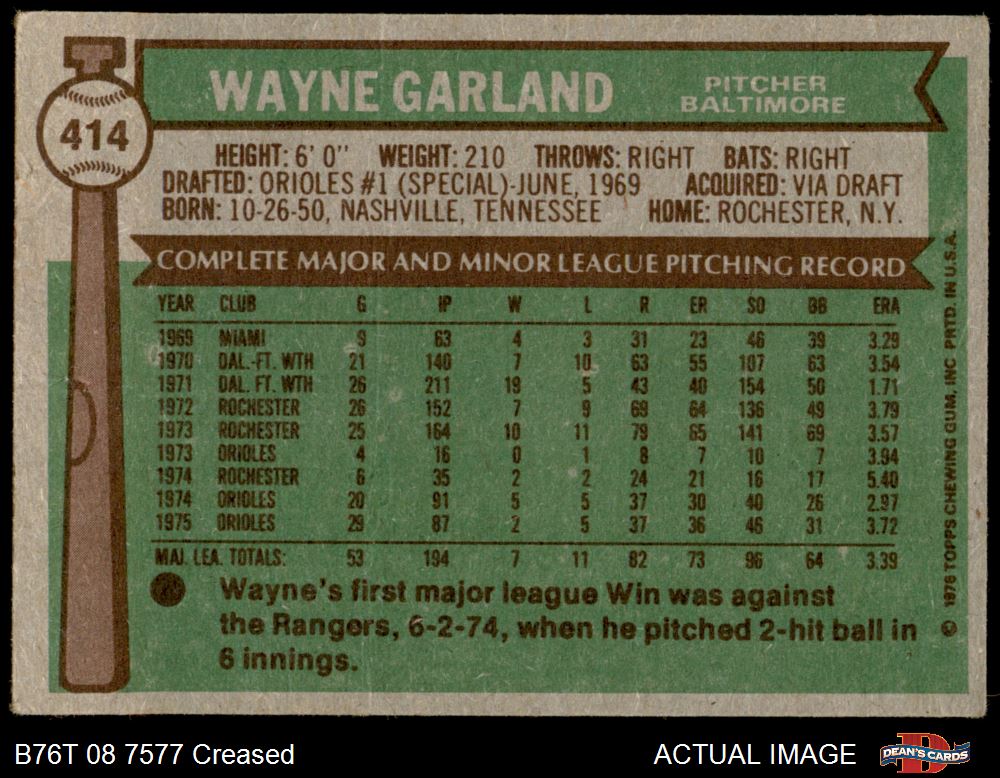 WAYNE GARLAND PITCHER
BALTIMORE
414
HEIGHT: 6' 0" WEIGHT: 210 THROWS: RIGHT BATS: RIGHT
DRAFTED: ORIOLES #1 (SPECIAL)-JUNE, 1969 ACQUIRED: VIA DRAFT
BORN: 10-26-50, NASHVILLE, TENNESSEE HOME: ROCHESTER, N.Y.
COMPLETE MAJOR AND MINOR LEAGUE PITCHING RECORD
YEAR CLUB G IP W L R ER SO BB ERA
1969 MIAMI 9 63 4 3 31 23 46 39 3.29
1970 DAL.-FT. WTH 21 140 7 10 63 55 107 63 3.54
1971 DAL. FT. WTH 26 211 19 5 43 40 154 50 1.71
1972 ROCHESTER 26 152 7 9 69 64 136 49 3.79
1973 ROCHESTER 25 164 10 11 79 65 141 69 3.57
1973 ORIOLES 4 16 0 1 8 7 10 7 3.94
1974 ROCHESTER 6 35 2 2 24 21 16 17 5.40
1974 ORIOLES 20 91 5 5 37 30 40 26 2.97
1975 ORIOLES 29 87 2 5 37 36 46 31 3.72
MAJ. LEA. TOTALS: 53 194 7 11 82 73 96 64 3.39
Wayne's first major league Win was against
the Rangers, 6-2-74, when he pitched 2-hit ball in
6 innings.
© 1976 TOPPS CHEWING GUM, INC PRTD. IN U.S.A.
B76T 08 7577 Creased ACTUAL IMAGE DEAN'S CARDS